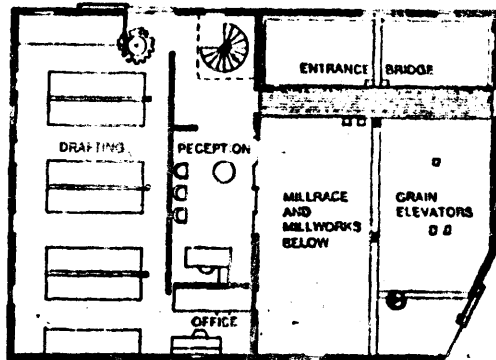 ENTRANCE BRIDGE
DRAFTING
RECEPTION
MILLRACE
AND
MILLWORKS
BELOW
GRAIN
ELEVATORS
OFFICE